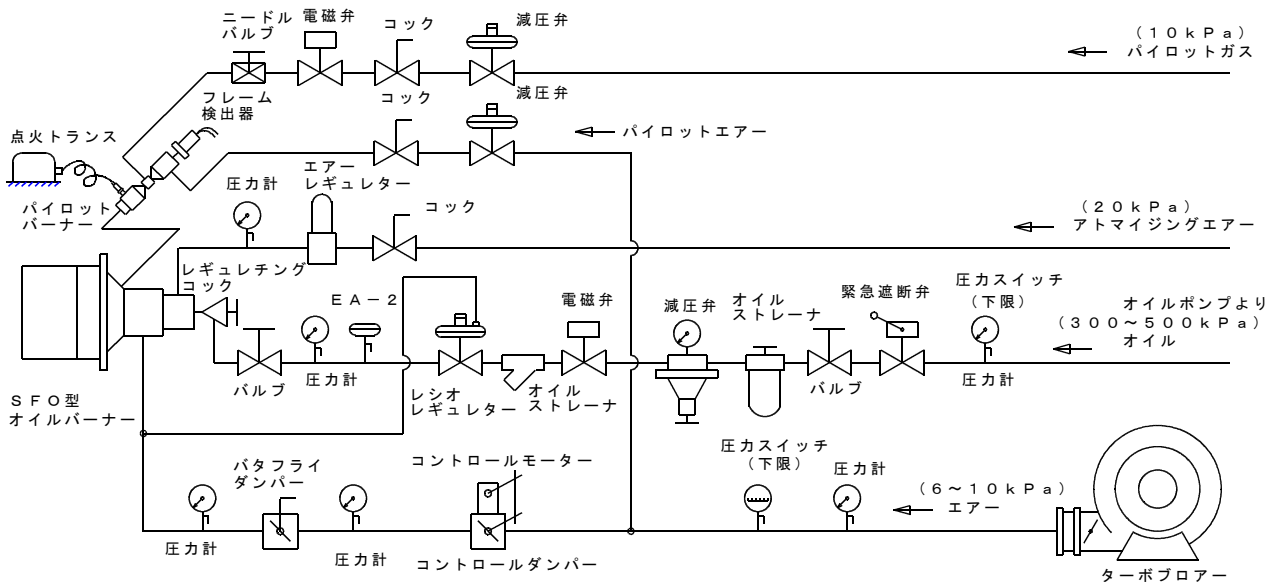 ニードル
バルブ
電磁弁
コック
減圧弁
(10kPa)
パイロットガス
フレーム
検出器
コック
減圧弁
パイロットエアー
点火トランス
パイロット
バーナー
圧力計
エアー
レギュレター
コック
(20kPa)
アトマイジングエアー
レギュレチング
コック
EA-2
電磁弁
減圧弁
オイル
ストレーナ
緊急遮断弁
圧力スイッチ
(下限)
オイルポンプより
(300~500kPa)
オイル
バルブ
圧力計
レシオ
レギュレター
オイル
ストレーナ
バルブ
圧力計
SFO型
オイルバーナー
バタフライ
ダンパー
コントロールモーター
圧力スイッチ
(下限)
圧力計
(6~10kPa)
エアー
圧力計
圧力計
コントロールダンパー
ターボブロアー